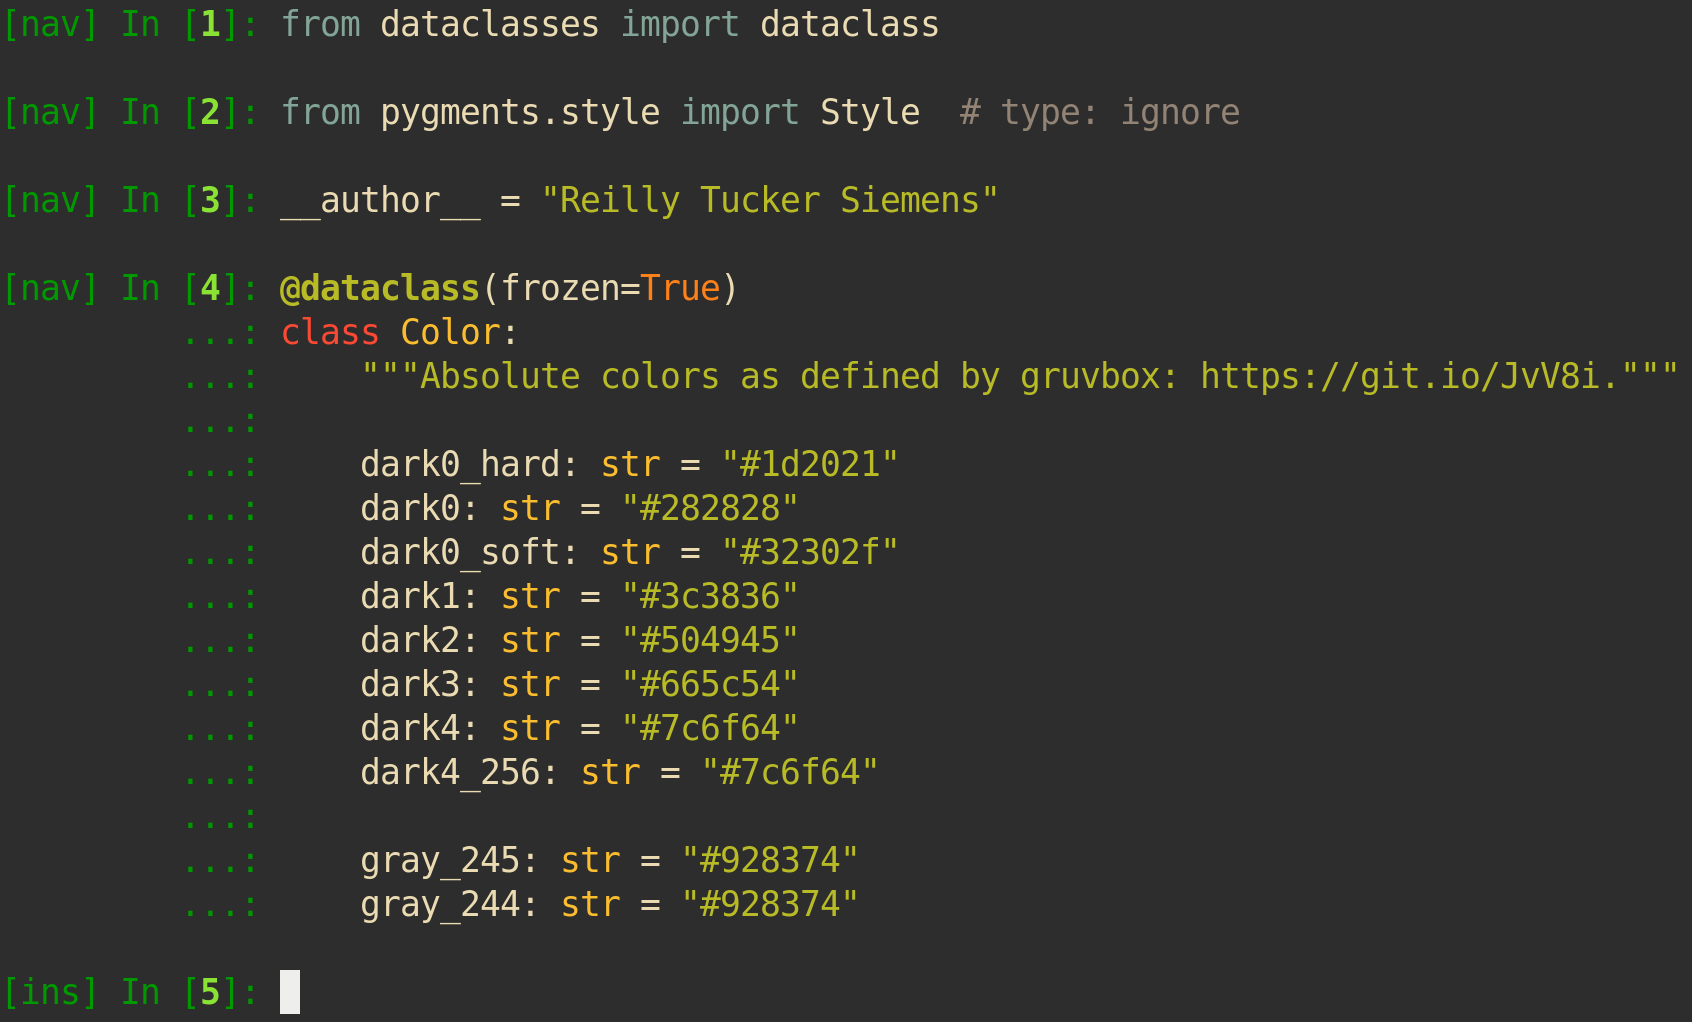 [nav] In [1]: from dataclasses import dataclass
[nav] In [2]: from pygments.style import Style  # type: ignore
[nav] In [3]: __author__ = "Reilly Tucker Siemens"
[nav] In [4]: @dataclass(frozen=True)
         ...: class Color:
         ...:     """Absolute colors as defined by gruvbox: https://git.io/JvV8i."""
         ...:
         ...:     dark0_hard: str = "#1d2021"
         ...:     dark0: str = "#282828"
         ...:     dark0_soft: str = "#32302f"
         ...:     dark1: str = "#3c3836"
         ...:     dark2: str = "#504945"
         ...:     dark3: str = "#665c54"
         ...:     dark4: str = "#7c6f64"
         ...:     dark4_256: str = "#7c6f64"
         ...:
         ...:     gray_245: str = "#928374"
         ...:     gray_244: str = "#928374"
[ins] In [5]: